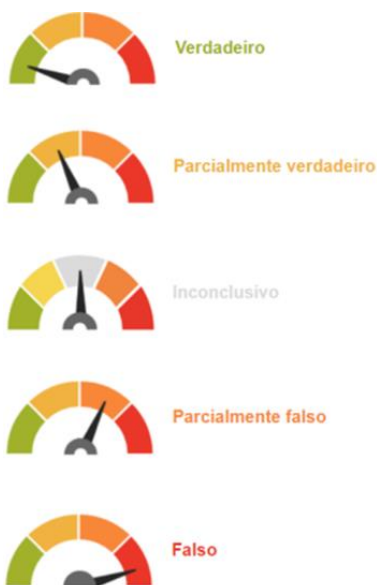 Verdadeiro
Parcialmente verdadeiro
Inconclusivo
Parcialmente falso
Falso